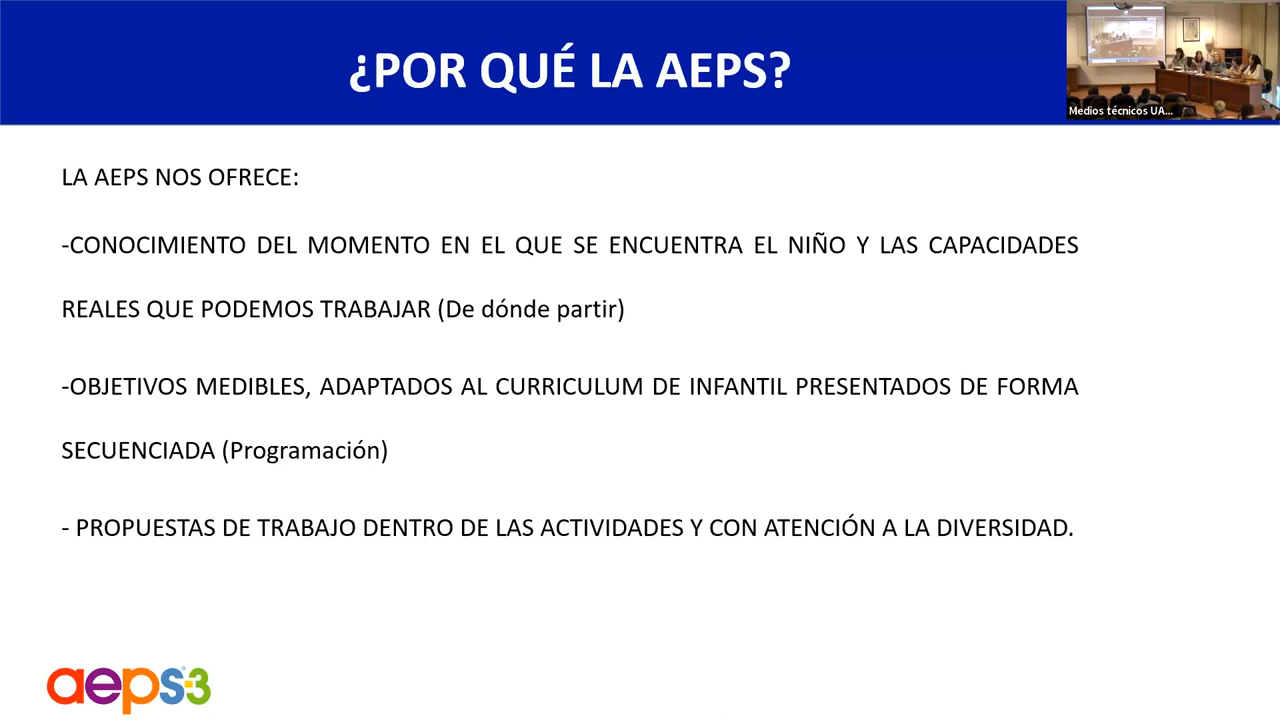 ¿POR QUÉ LA AEPS?
Medios técnicos UA...
LA AEPS NOS OFRECE:
-CONOCIMIENTO DEL MOMENTO EN EL QUE SE ENCUENTRA EL NIÑO Y LAS CAPACIDADES
REALES QUE PODEMOS TRABAJAR (De dónde partir)
-OBJETIVOS MEDIBLES, ADAPTADOS AL CURRICULUM DE INFANTIL PRESENTADOS DE FORMA
SECUENCIADA (Programación)
- PROPUESTAS DE TRABAJO DENTRO DE LAS ACTIVIDADES Y CON ATENCIÓN A LA DIVERSIDAD.
aeps®-3